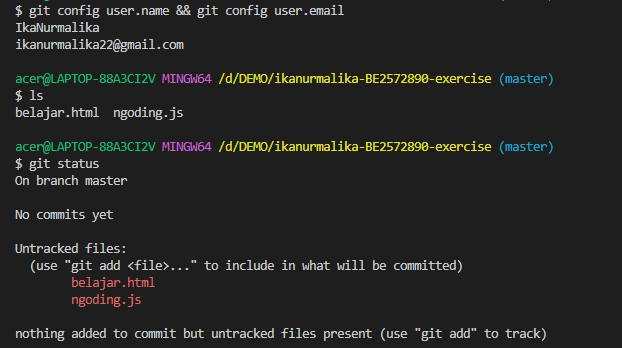 $ git config user.name && git config user.email
IkaNurmalika
ikanurmalika22@gmail.com
acer@LAPTOP-88A3CI2V MINGW64 /d/DEMO/ikanurmalika-BE2572890-exercise (master)
$ ls
belajar.html  ngoding.js
acer@LAPTOP-88A3CI2V MINGW64 /d/DEMO/ikanurmalika-BE2572890-exercise (master)
$ git status
On branch master
No commits yet
Untracked files:
  (use "git add <file>..." to include in what will be committed)
        belajar.html
        ngoding.js
nothing added to commit but untracked files present (use "git add" to track)